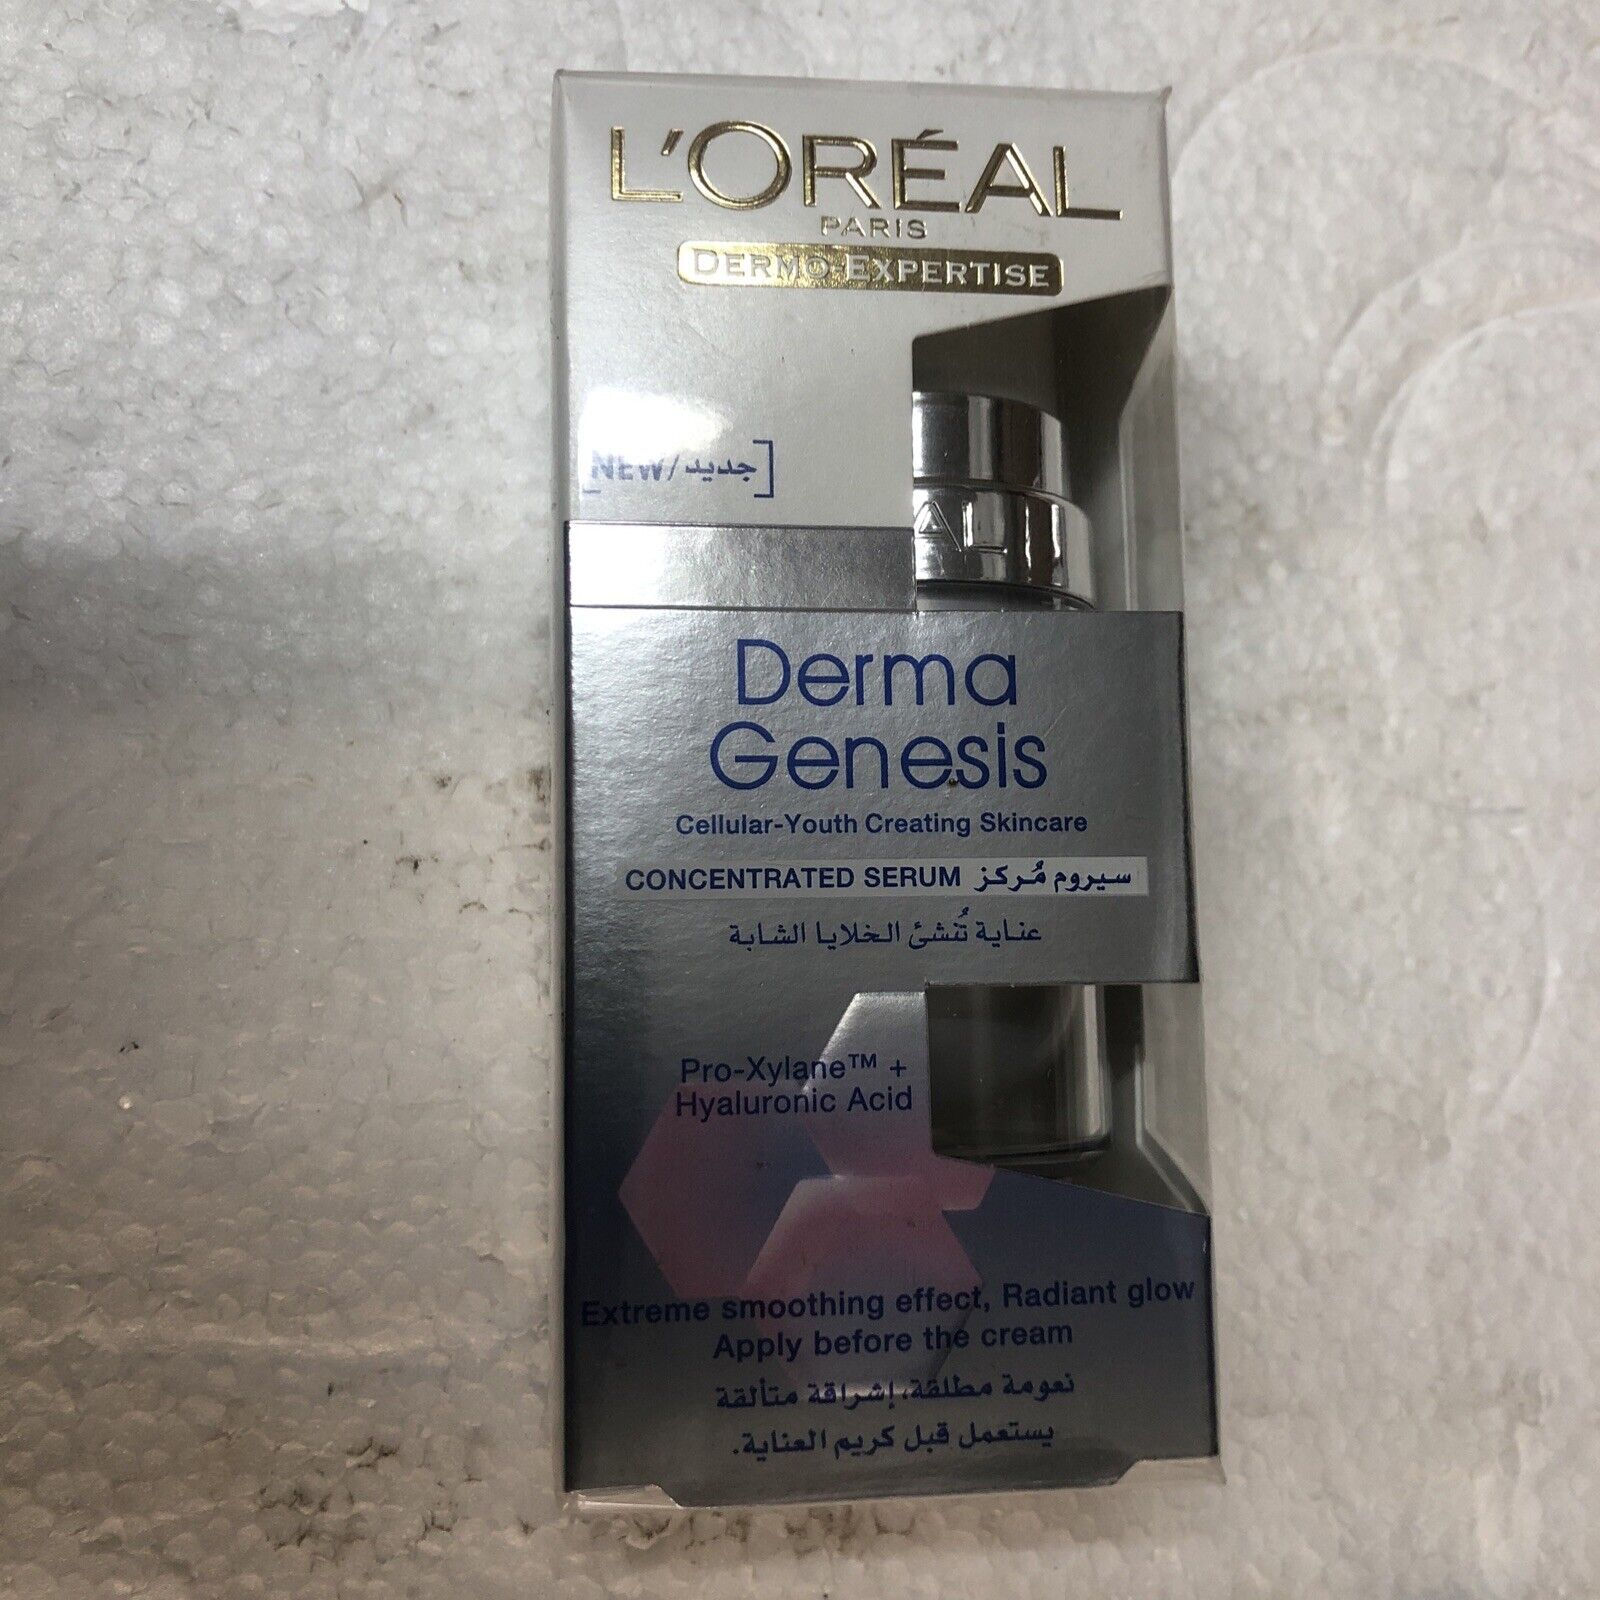 L'ORÉAL
PARIS
DERMO-EXPERTISE
[NEW/جديد]
AL
Derma
Genesis
Cellular-Youth Creating Skincare
CONCENTRATED SERUM سيروم مُركز
عناية تُنشئ الخلايا الشابة
Pro-Xylane™ +
Hyaluronic Acid
Extreme smoothing effect, Radiant glow
Apply before the cream
نعومة مطلقة، إشراقة متألقة
يستعمل قبل كريم العناية.